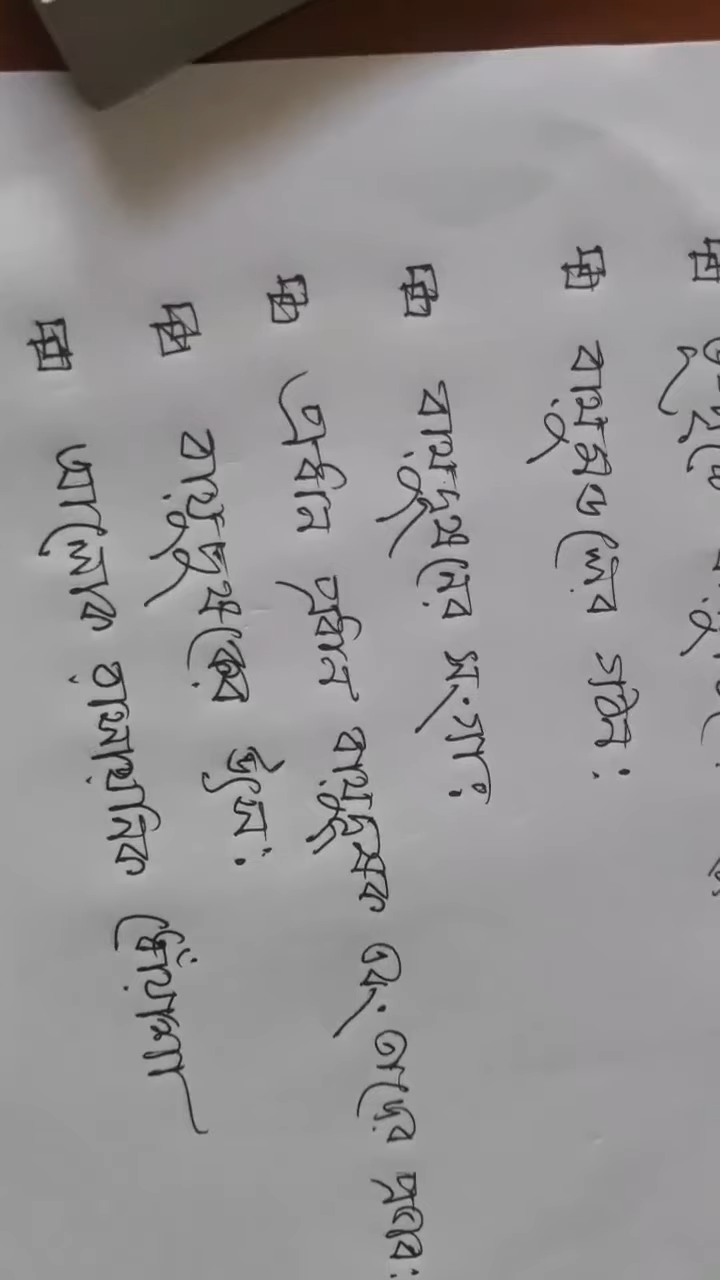 বায়ুমণ্ডলের গঠন:
বায়ুদূষণের সংজ্ঞা:
প্রধান প্রধান বায়ুদূষক এবং তাদের প্রভাব:
বায়ুদূষকের উৎস:
আলোক রাসায়নিক ধোঁয়াশা